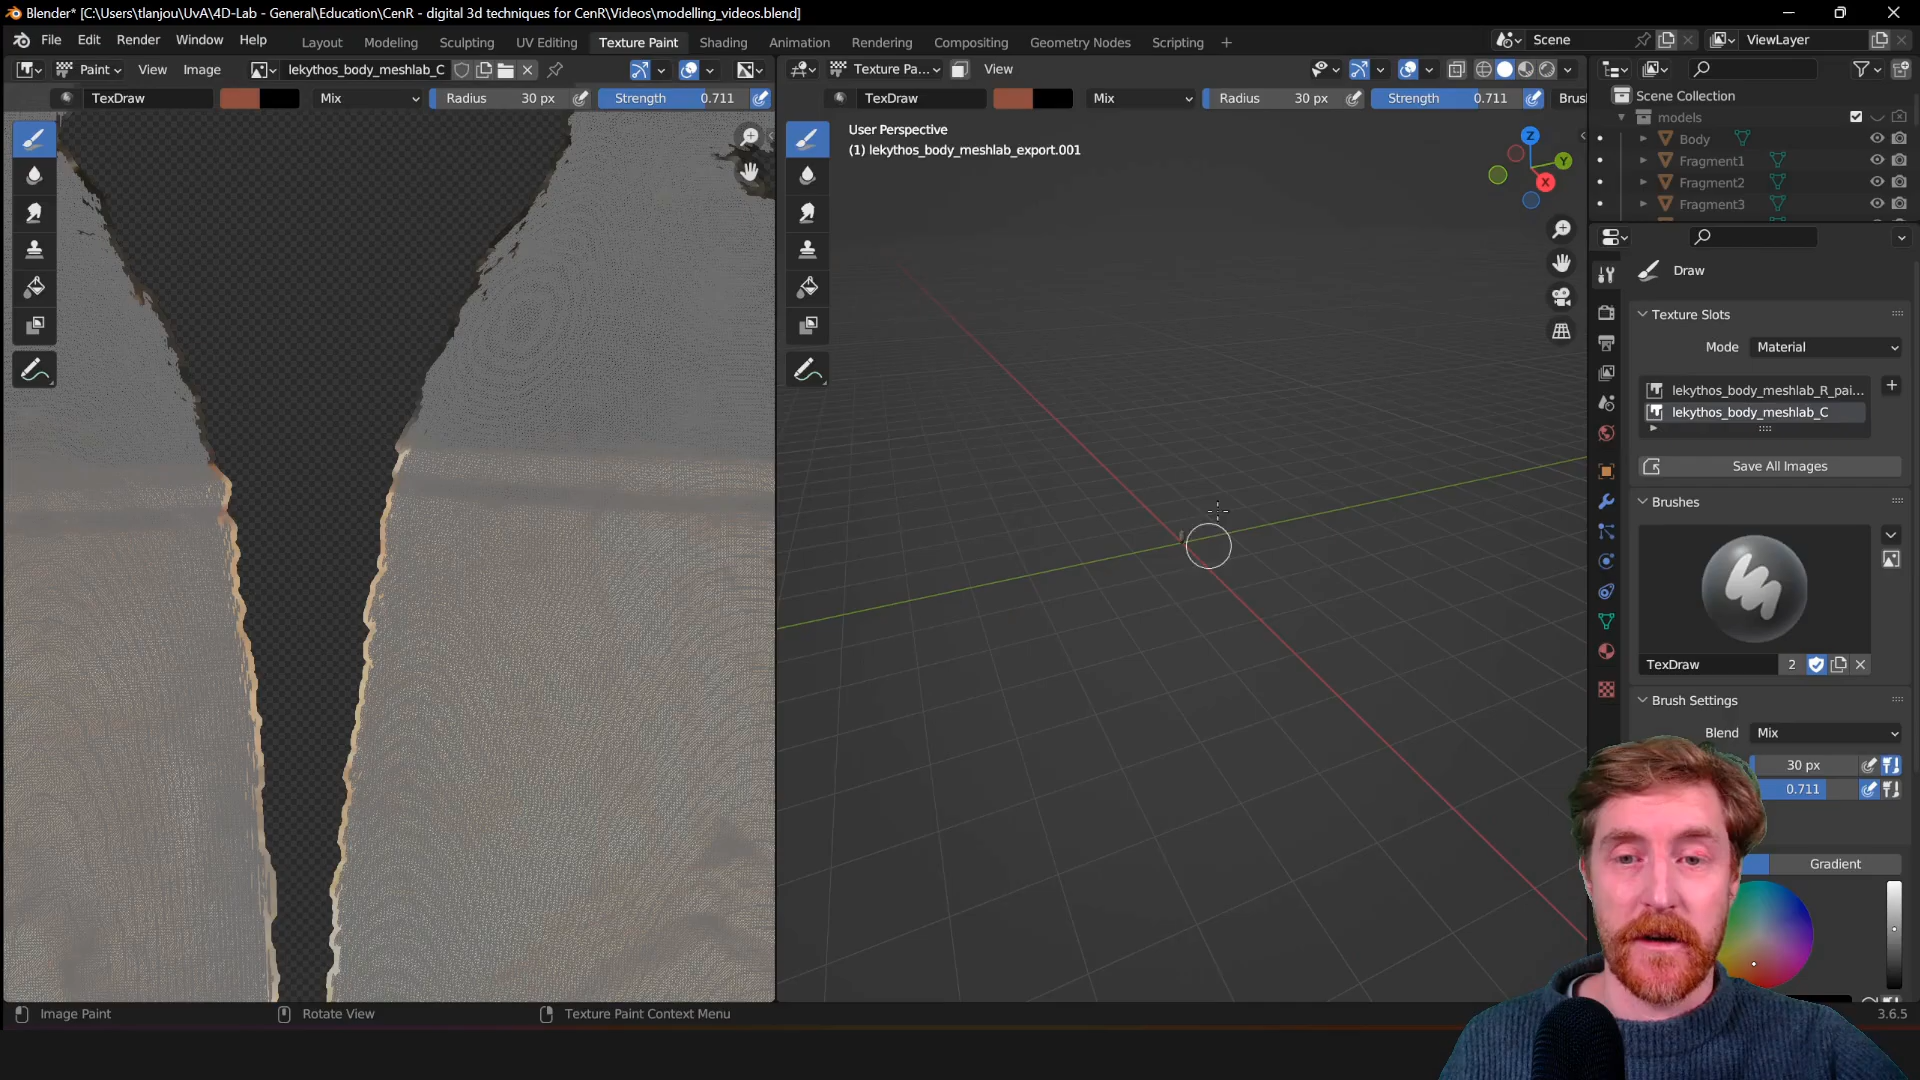 Blender* [C:\Users\tlanjou\UvA\4D-Lab - General\Education\CenR - digital 3d techniques for CenR\Videos\modelling_videos.blend]
File Edit Render Window Help Layout Modeling Sculpting UV Editing Texture Paint Shading Animation Rendering Compositing Geometry Nodes Scripting + Scene ViewLayer
Paint View Image lekythos_body_meshlab_C Texture Pa... View
TexDraw Mix Radius 30 px Strength 0.711 TexDraw Mix Radius 30 px Strength 0.711 Brus
Scene Collection
models
Body
Fragment1
Fragment2
Fragment3
User Perspective
(1) lekythos_body_meshlab_export.001
Z
Y
X
Draw
Texture Slots
Mode Material
lekythos_body_meshlab_R_pai...
lekythos_body_meshlab_C
Save All Images
Brushes
TexDraw 2
Brush Settings
Blend Mix
30 px
0.711
Gradient
Image Paint Rotate View Texture Paint Context Menu 3.6.5